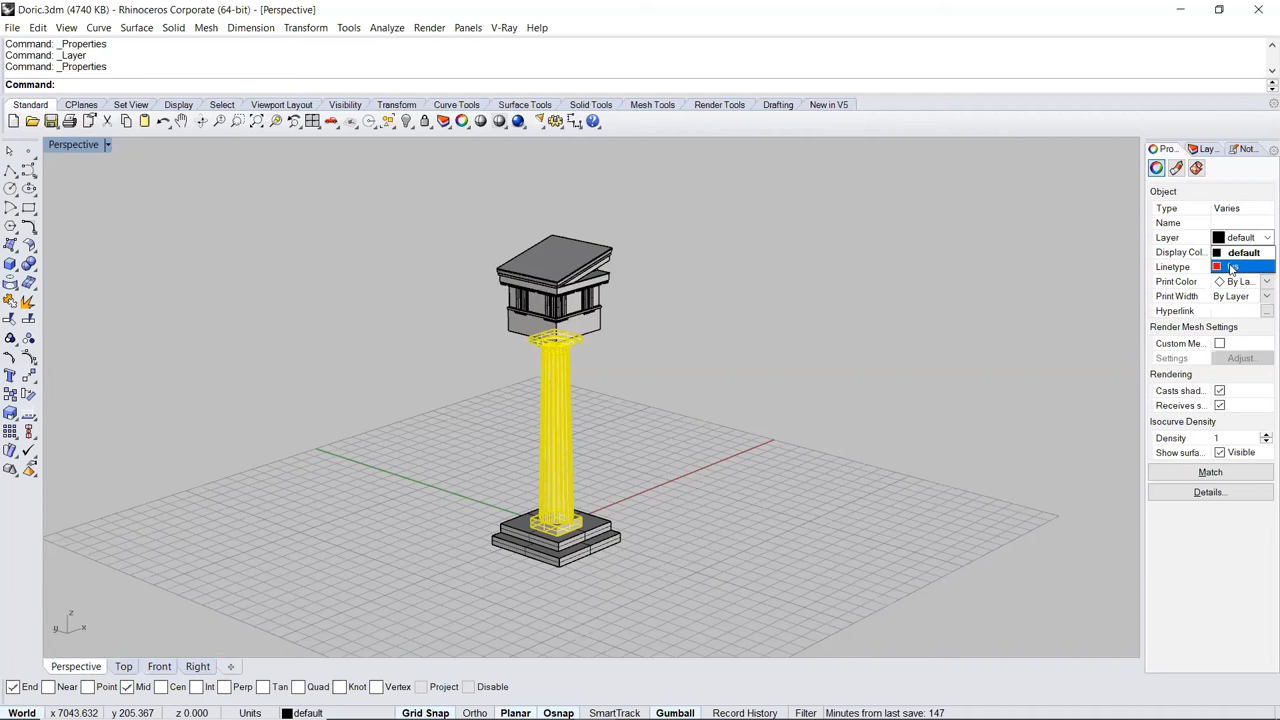 Doric.3dm (4740 KB) - Rhinoceros Corporate (64-bit) - [Perspective]
File Edit View Curve Surface Solid Mesh Dimension Transform Tools Analyze Render Panels V-Ray Help
Command: _Properties
Command: _Layer
Command: _Properties
Command:
Standard CPlanes Set View Display Select Viewport Layout Visibility Transform Curve Tools Surface Tools Solid Tools Mesh Tools Render Tools Drafting New in V5
Perspective
Pro... Lay... Not...
Object
Type Varies
Name
Layer default
Display Col... default
Linetype
Print Color By La...
Print Width By Layer
Hyperlink ...
Render Mesh Settings
Custom Me...
Settings Adjust...
Rendering
Casts shad...
Receives s...
Isocurve Density
Density 1
Show surfa... Visible
Match
Details...
z
y x
Perspective Top Front Right
End Near Point Mid Cen Int Perp Tan Quad Knot Vertex Project Disable
World x 7043.632 y 205.367 z 0.000 Units default Grid Snap Ortho Planar Osnap SmartTrack Gumball Record History Filter Minutes from last save: 147